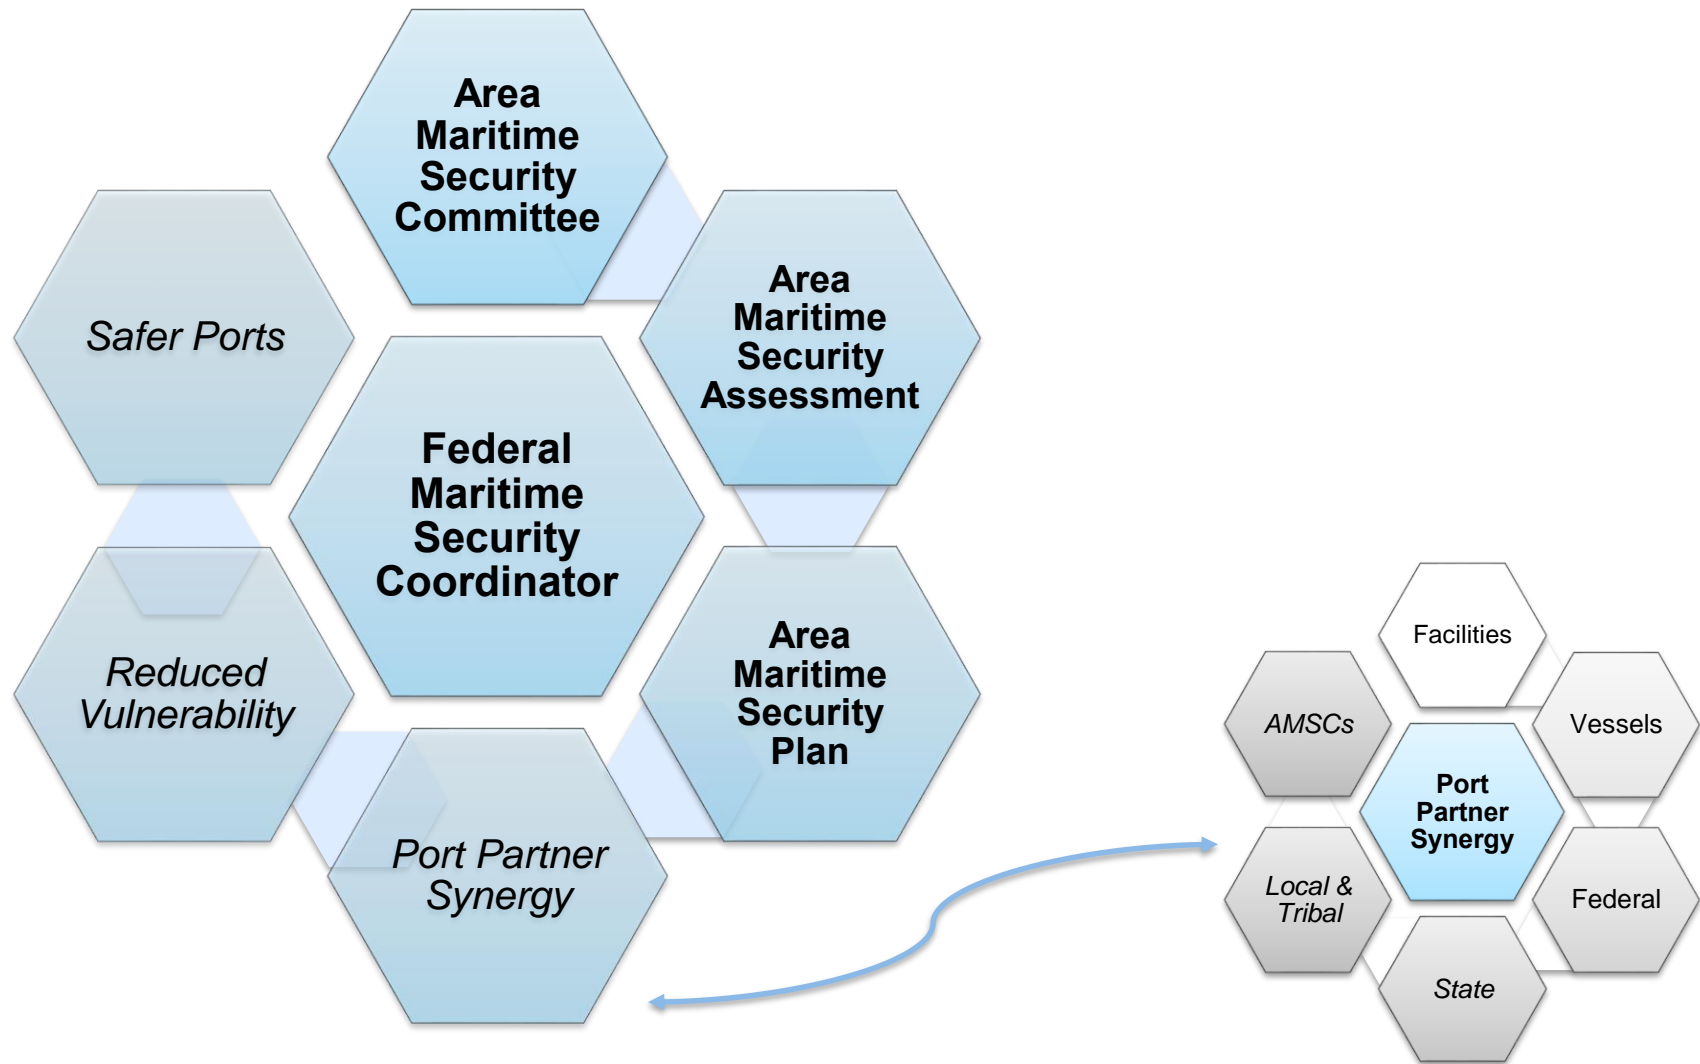 Area
Maritime
Security
Committee
Area
Maritime
Security
Assessment
Safer Ports
Federal
Maritime
Security
Coordinator
Area
Maritime
Security
Plan
Reduced
Vulnerability
Port Partner
Synergy
Facilities
Vessels
AMSCs
Port
Partner
Synergy
Federal
Local &
Tribal
State